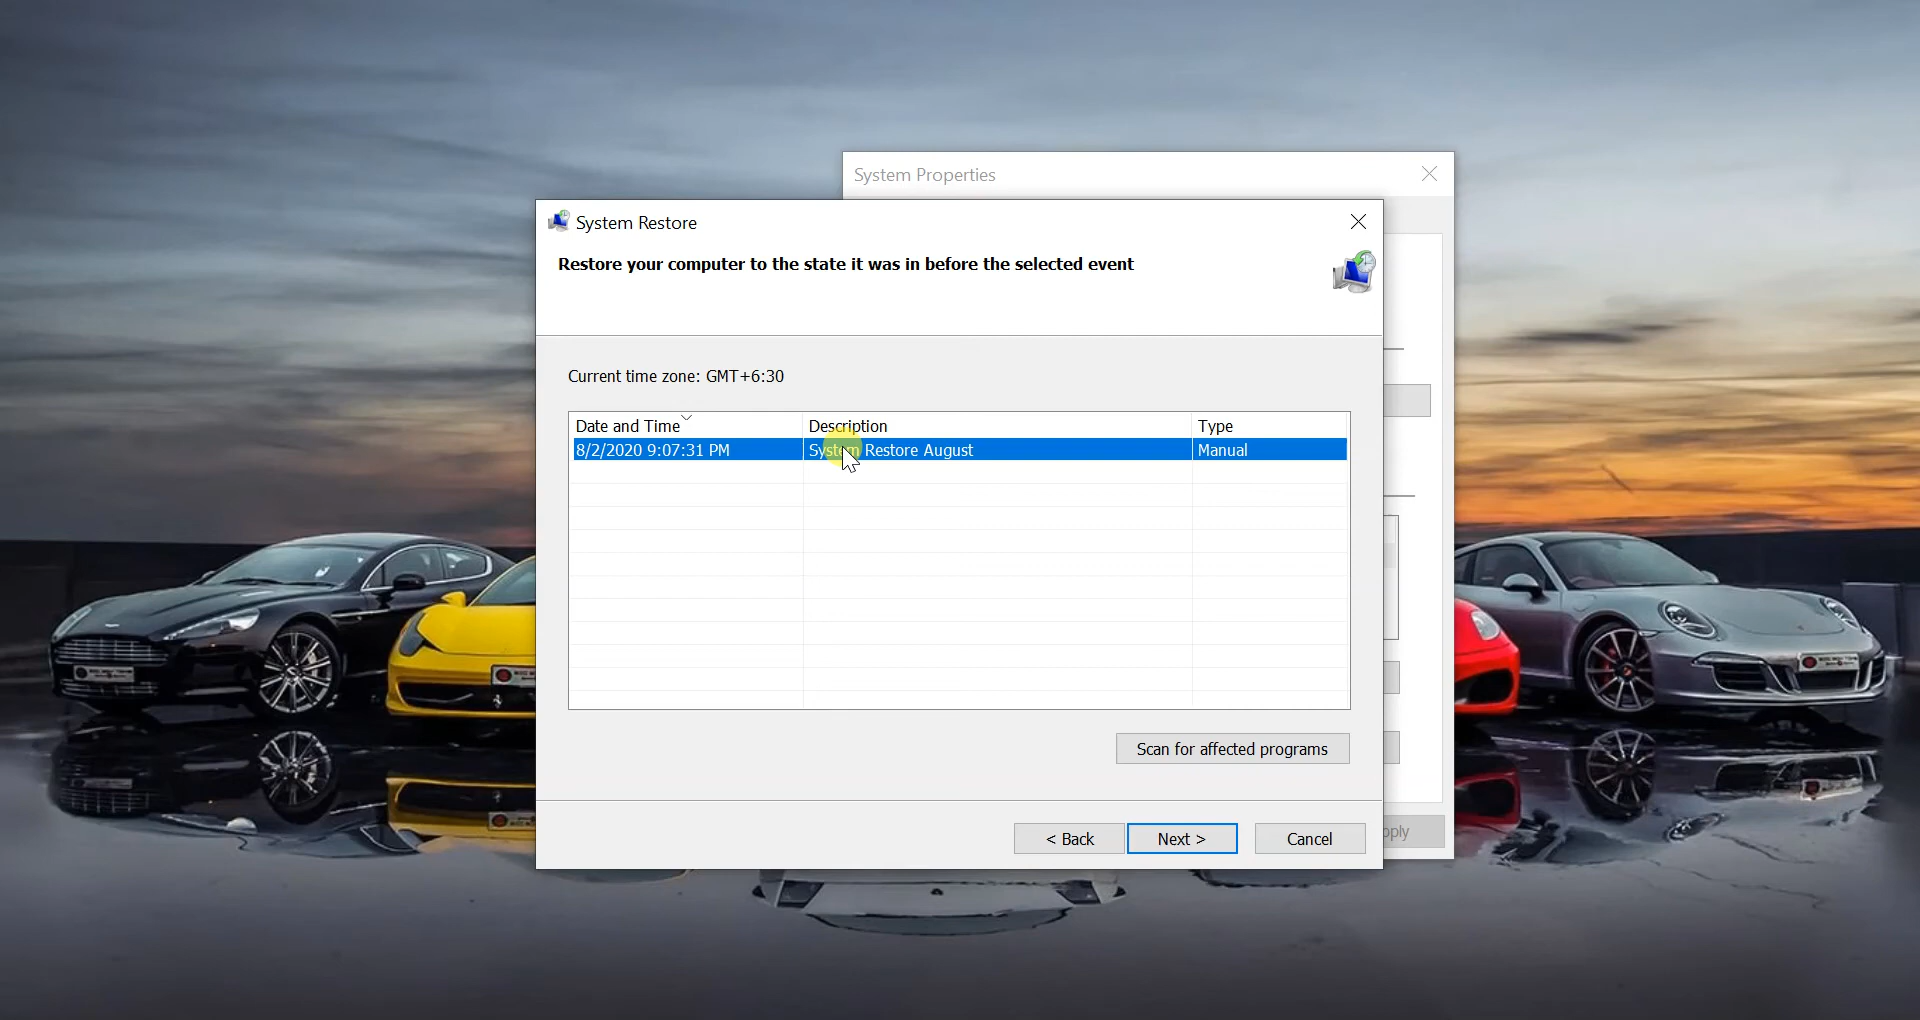 System Properties
System Restore
Restore your computer to the state it was in before the selected event
Current time zone: GMT+6:30
Date and Time Description Type
8/2/2020 9:07:31 PM System Restore August Manual
Scan for affected programs
< Back Next > Cancel pply